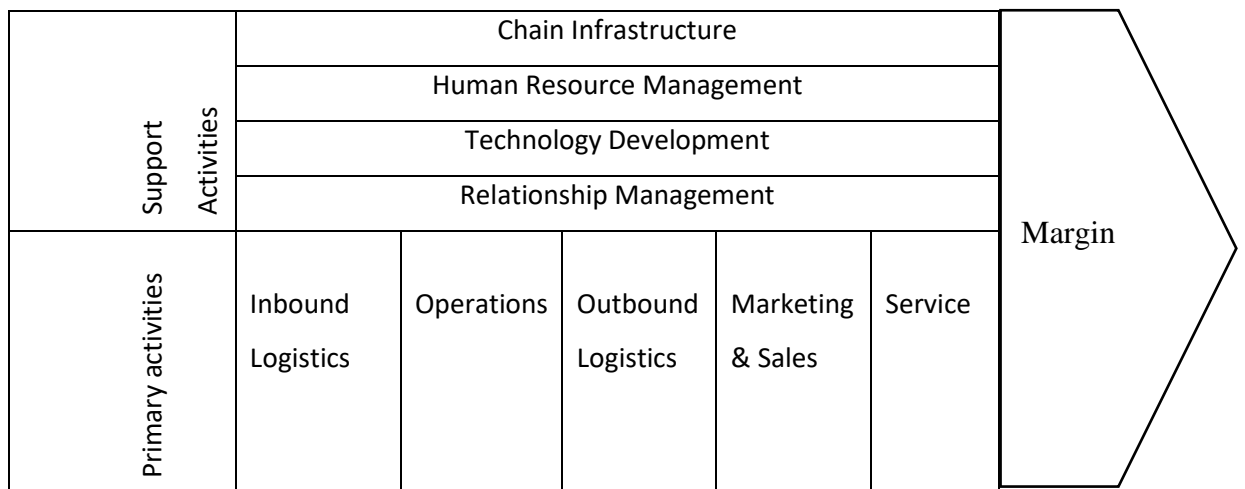 Support
Activities
Chain Infrastructure
Human Resource Management
Technology Development
Relationship Management
Margin
Primary activities
Inbound
Logistics
Operations
Outbound
Logistics
Marketing
& Sales
Service